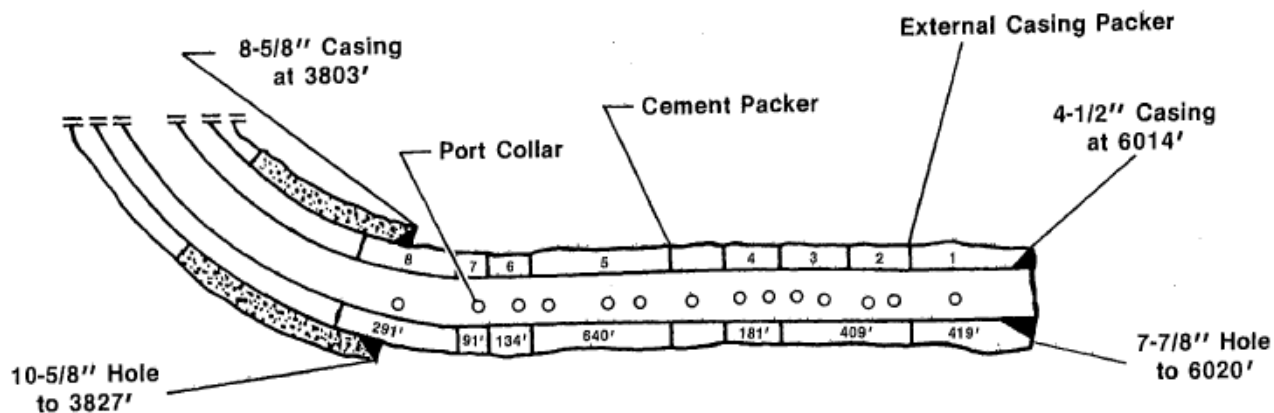 External Casing Packer
8-5/8" Casing
at 3803'
Cement Packer
4-1/2" Casing
at 6014'
Port Collar
8 7 6 5 4 3 2 1
291' 91' 134' 640' 181' 409' 419'
10-5/8" Hole
to 3827'
7-7/8" Hole
to 6020'